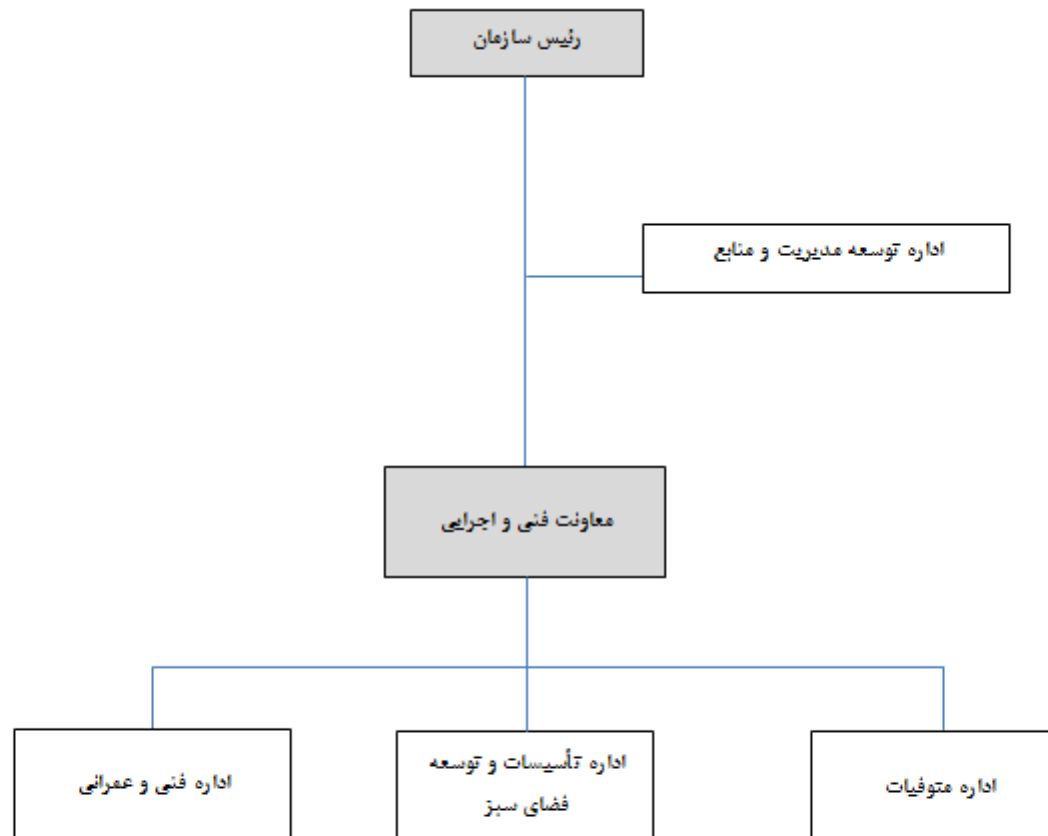 رئیس سازمان
اداره توسعه مدیریت و منابع
معاونت فنی و اجرایی
اداره متوفیات
اداره تأسیسات و توسعه
فضای سبز
اداره فنی و عمرانی